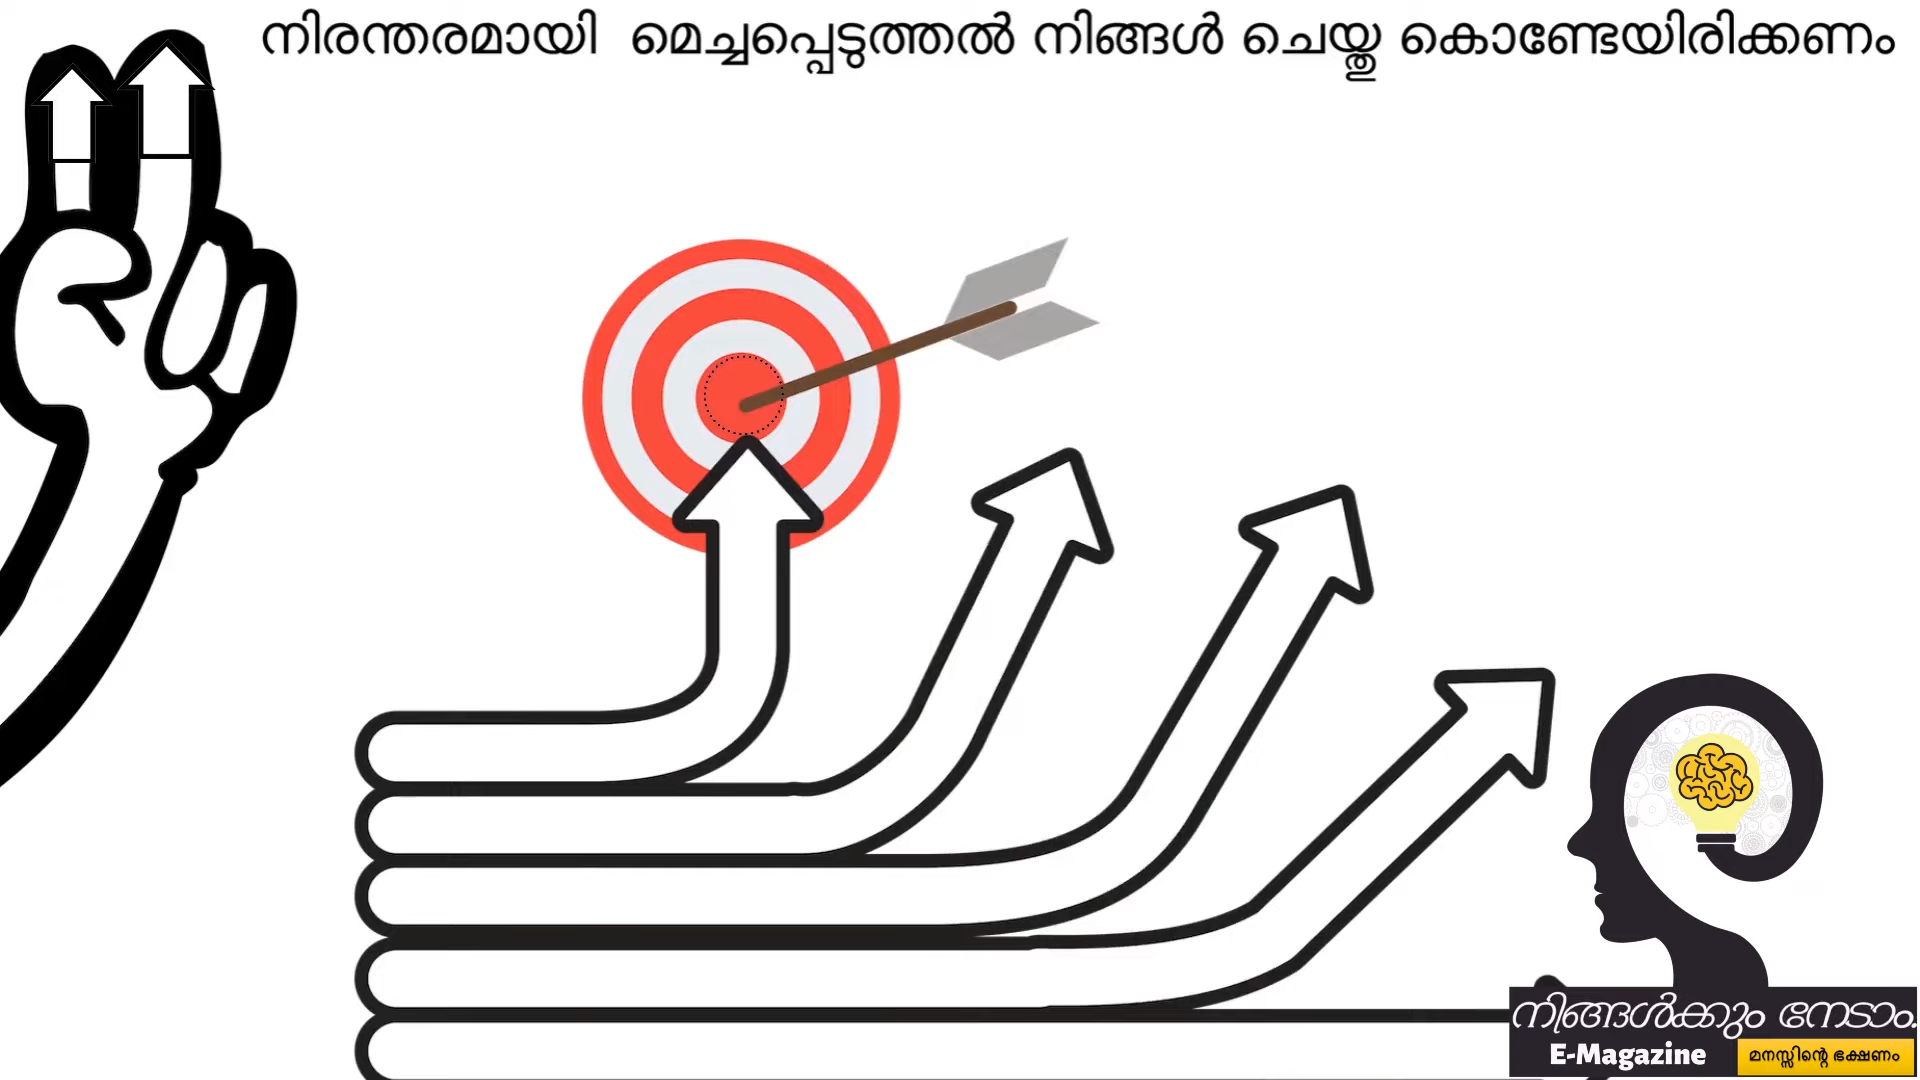 നിരന്തരമായി മെച്ചപ്പെടുത്തൽ നിങ്ങൾ ചെയ്തു കൊണ്ടേയിരിക്കണം
നിങ്ങൾക്കും നേടാം.
E-Magazine
മനസ്സിന്റെ ഭക്ഷണം